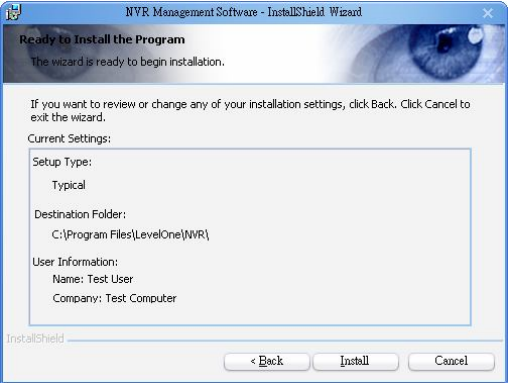 NVR Management Software - InstallShield Wizard
Ready to Install the Program
The wizard is ready to begin installation.
If you want to review or change any of your installation settings, click Back. Click Cancel to
exit the wizard.
Current Settings:
Setup Type:
Typical
Destination Folder:
C:\Program Files\LevelOne\NVR\
User Information:
Name: Test User
Company: Test Computer
InstallShield
< Back
Install
Cancel